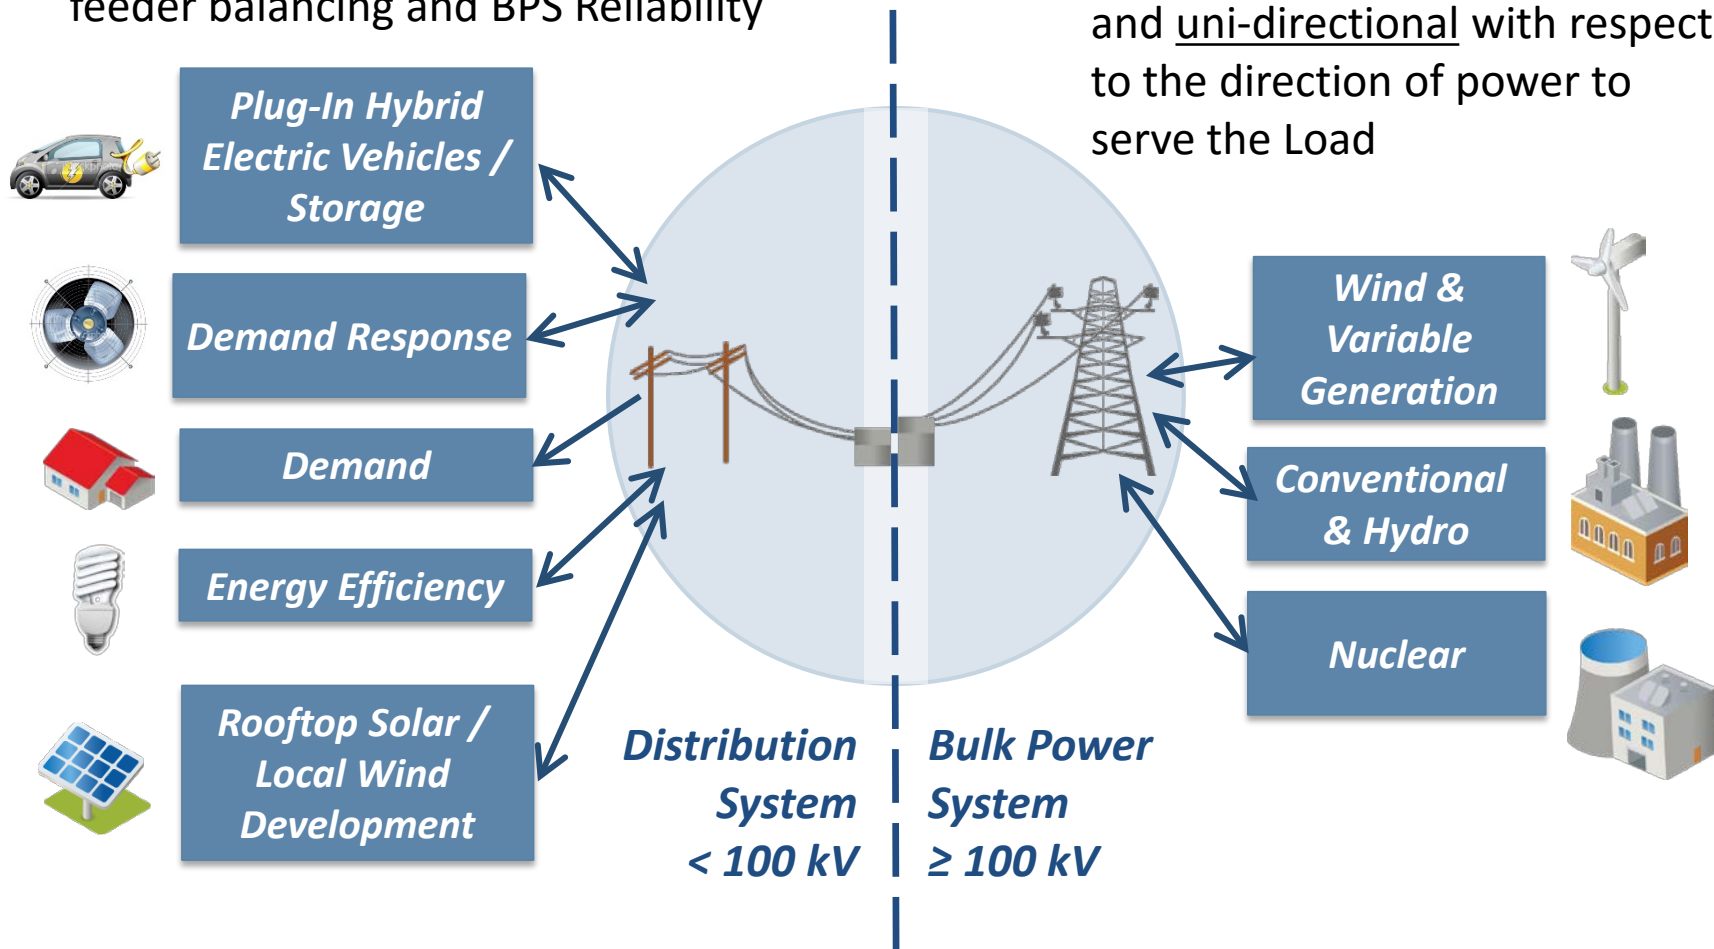 feeder balancing and BPS Reliability
and uni-directional with respect
to the direction of power to
serve the Load
Plug-In Hybrid
Electric Vehicles /
Storage
Demand Response
Demand
Energy Efficiency
Rooftop Solar /
Local Wind
Development
Wind &
Variable
Generation
Conventional
& Hydro
Nuclear
Distribution
System
< 100 kV
Bulk Power
System
≥ 100 kV